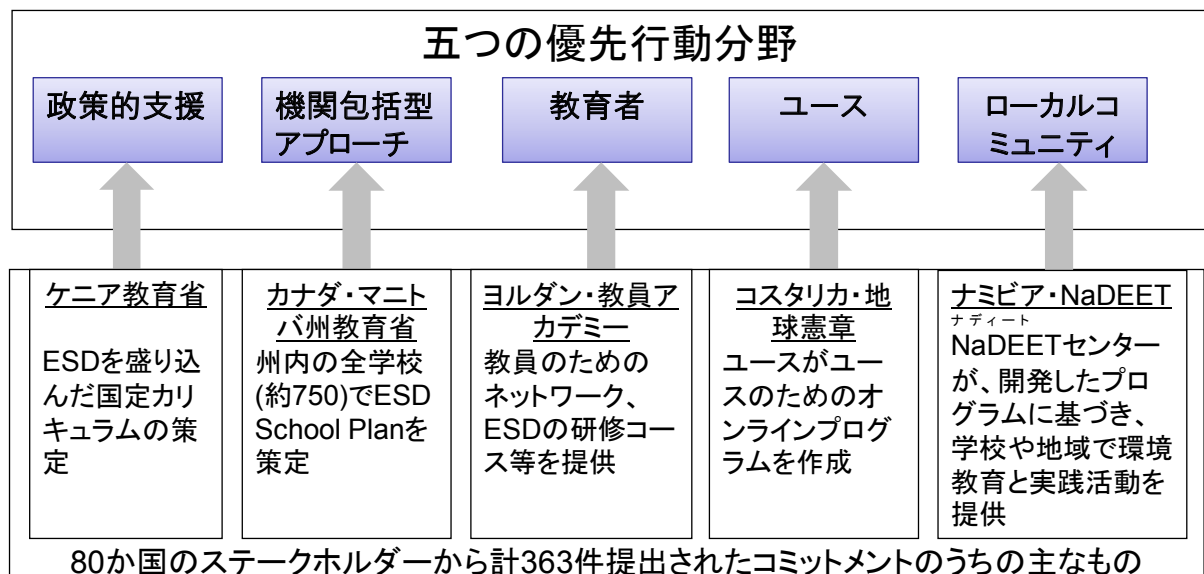 五つの優先行動分野
政策的支援
機関包括型
アプローチ
教育者
ユース
ローカルコ
ミュニティ
ケニア教育省
ESDを盛り込
んだ国定カリ
キュラムの策
定
カナダ・マニト
バ州教育省
州内の全学校
(約750)でESD
School Planを
策定
ヨルダン・教員ア
カデミー
教員のための
ネットワーク、
ESDの研修コー
ス等を提供
コスタリカ・地
球憲章
ユースがユー
スのためのオ
ンラインプログ
ラムを作成
ナミビア・NaDEET
ナディート
NaDEETセンター
が、開発したプロ
グラムに基づき、
学校や地域で環境
教育と実践活動を
提供
80か国のステークホルダーから計363件提出されたコミットメントのうちの主なもの